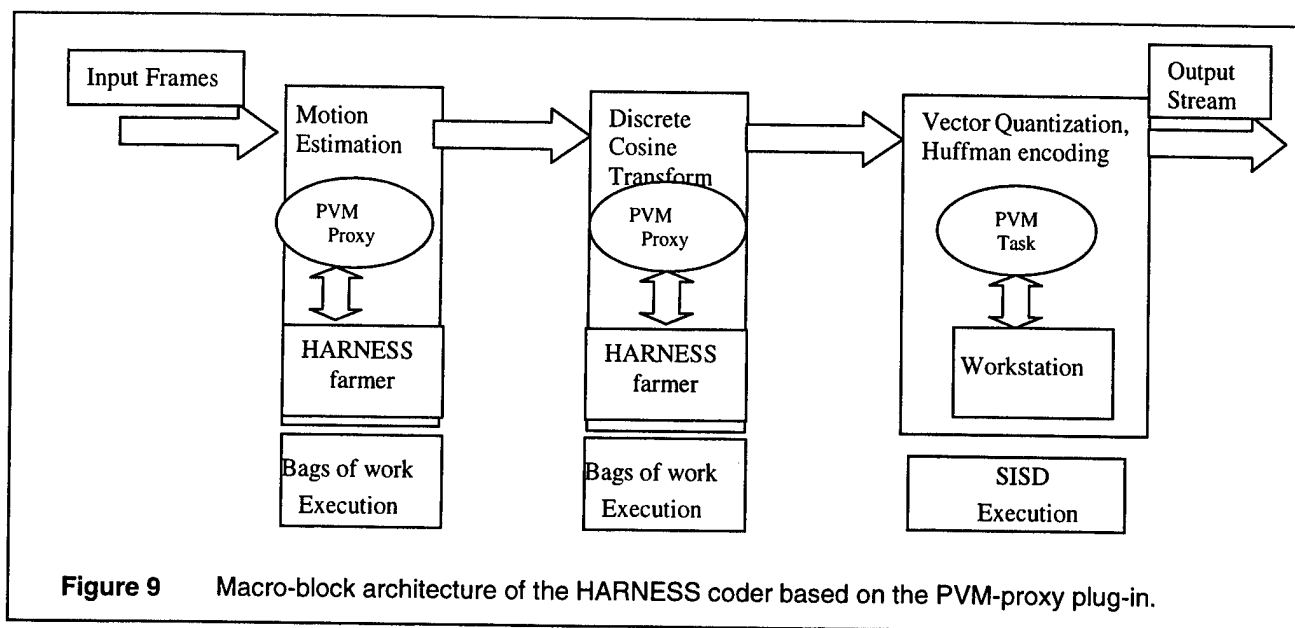 Input Frames
Output
Stream
Motion
Estimation
Discrete
Cosine
Transform
Vector Quantization,
Huffman encoding
PVM
Proxy
PVM
Proxy
PVM
Task
HARNESS
farmer
HARNESS
farmer
Workstation
Bags of work
Execution
Bags of work
Execution
SISD
Execution
Figure 9 Macro-block architecture of the HARNESS coder based on the PVM-proxy plug-in.